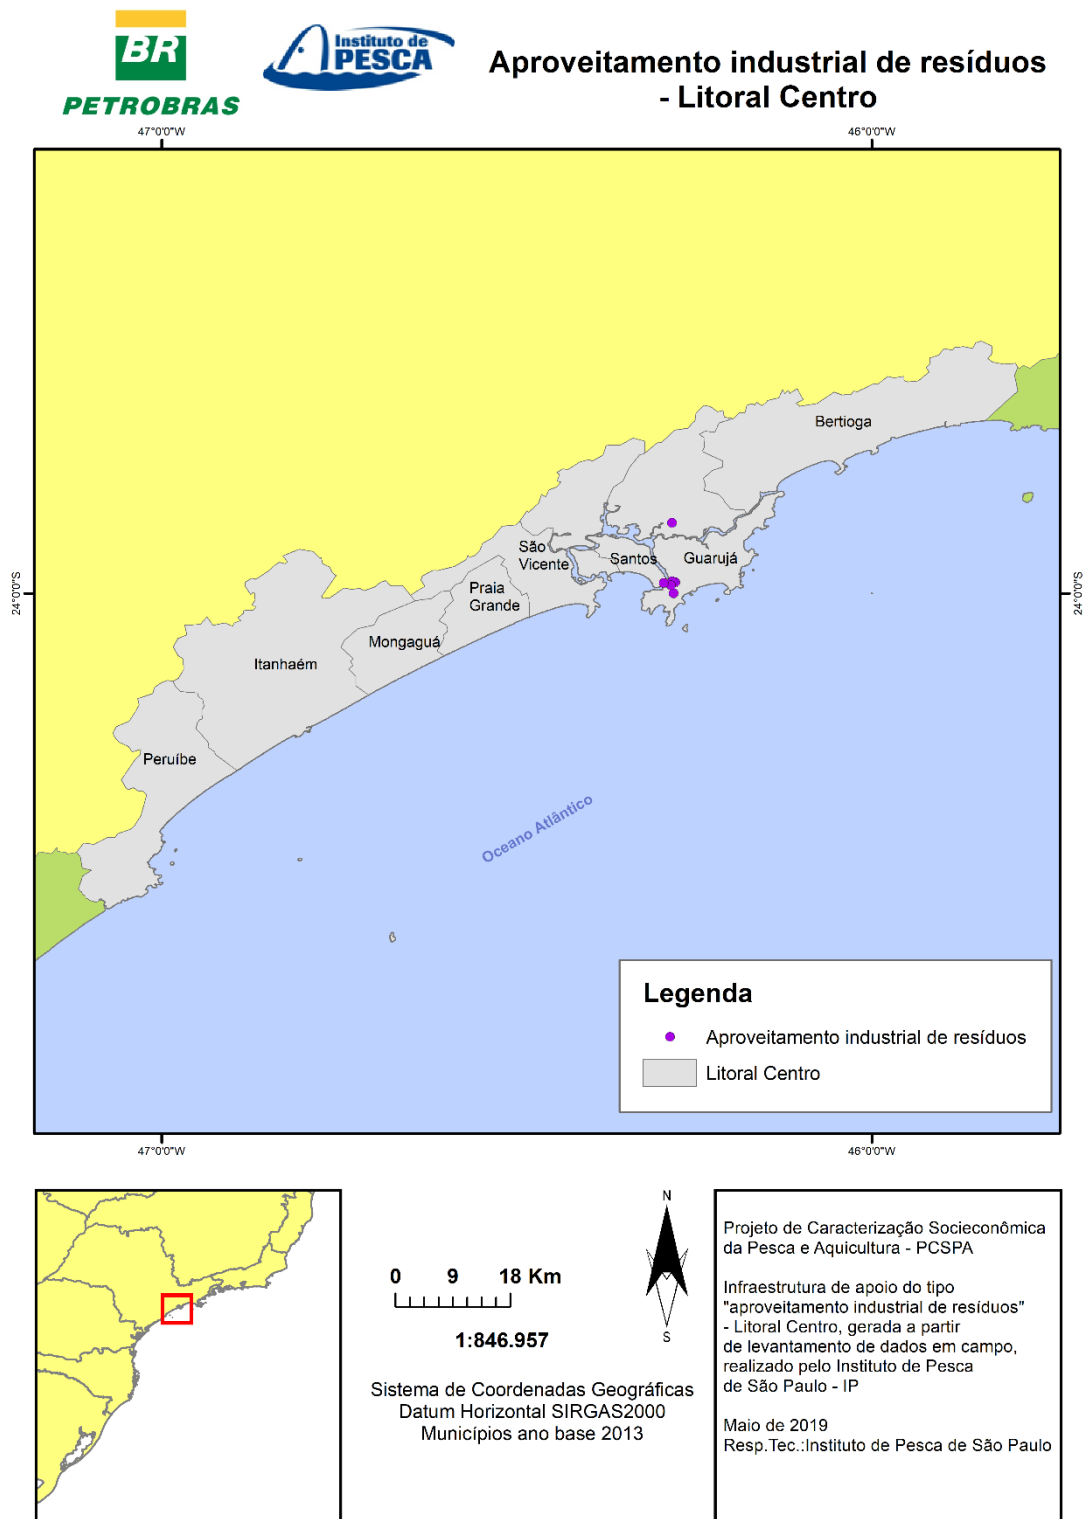 BR
PETROBRAS
Instituto de
PESCA
Aproveitamento industrial de resíduos
- Litoral Centro
47°0'0"W
46°0'0"W
24°0'0"S
24°0'0"S
Bertioga
São
Vicente
Santos
Guarujá
Praia
Grande
Mongaguá
Itanhaém
Peruíbe
Oceano Atlântico
Legenda
Aproveitamento industrial de resíduos
Litoral Centro
47°0'0"W
46°0'0"W
0 9 18 Km
1:846.957
Sistema de Coordenadas Geográficas
Datum Horizontal SIRGAS2000
Municípios ano base 2013
N
S
Projeto de Caracterização Socieconômica
da Pesca e Aquicultura - PCSPA
Infraestrutura de apoio do tipo
"aproveitamento industrial de resíduos"
- Litoral Centro, gerada a partir
de levantamento de dados em campo,
realizado pelo Instituto de Pesca
de São Paulo - IP
Maio de 2019
Resp.Tec.:Instituto de Pesca de São Paulo